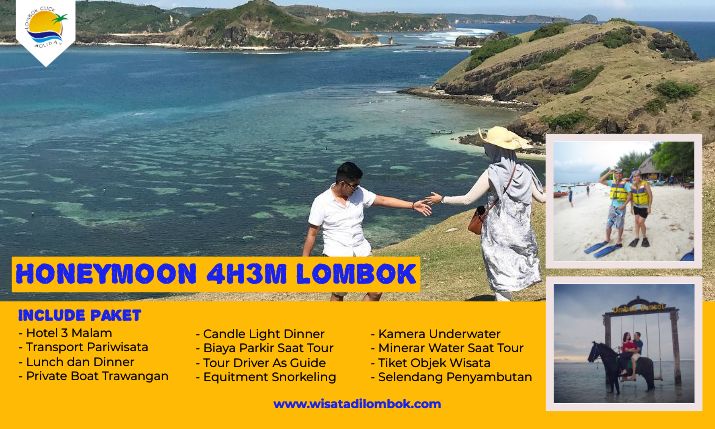 HONEYMOON 4H3M LOMBOK
INCLUDE PAKET
- Hotel 3 Malam
- Transport Pariwisata
- Lunch dan Dinner
- Private Boat Trawangan
- Candle Light Dinner
- Biaya Parkir Saat Tour
- Tour Driver As Guide
- Equitment Snorkeling
- Kamera Underwater
- Minerar Water Saat Tour
- Tiket Objek Wisata
- Selendang Penyambutan
www.wisatadilombok.com